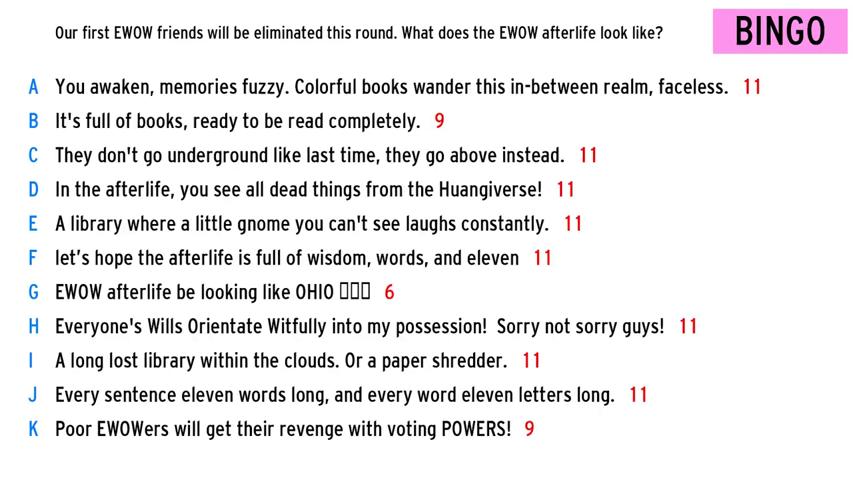 Our first EWOW friends will be eliminated this round. What does the EWOW afterlife look like?
BINGO
A You awaken, memories fuzzy. Colorful books wander this in-between realm, faceless. 11
B It's full of books, ready to be read completely. 9
C They don't go underground like last time, they go above instead. 11
D In the afterlife, you see all dead things from the Huangiverse! 11
E A library where a little gnome you can't see laughs constantly. 11
F let’s hope the afterlife is full of wisdom, words, and eleven 11
G EWOW afterlife be looking like OHIO 6
H Everyone's Wills Orientate Witfully into my possession! Sorry not sorry guys! 11
I A long lost library within the clouds. Or a paper shredder. 11
J Every sentence eleven words long, and every word eleven letters long. 11
K Poor EWOWers will get their revenge with voting POWERS! 9